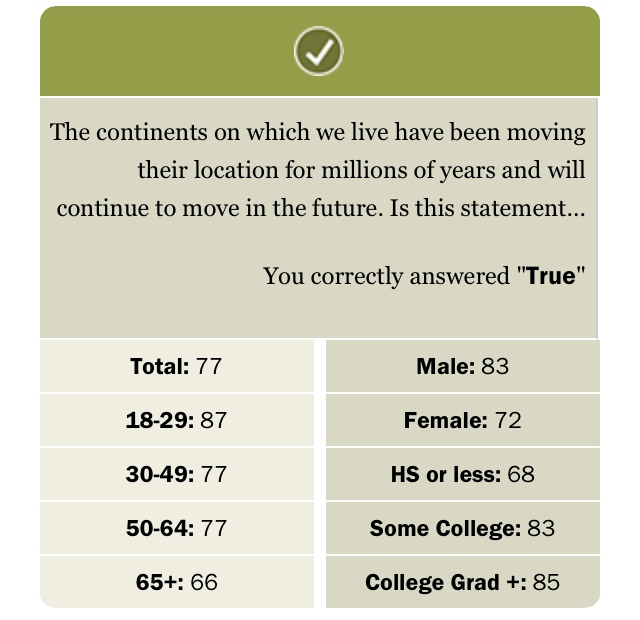 The continents on which we live have been moving
their location for millions of years and will
continue to move in the future. Is this statement...
You correctly answered "True"
Total: 77
Male: 83
18-29: 87
Female: 72
30-49: 77
HS or less: 68
50-64: 77
Some College: 83
65+: 66
College Grad +: 85